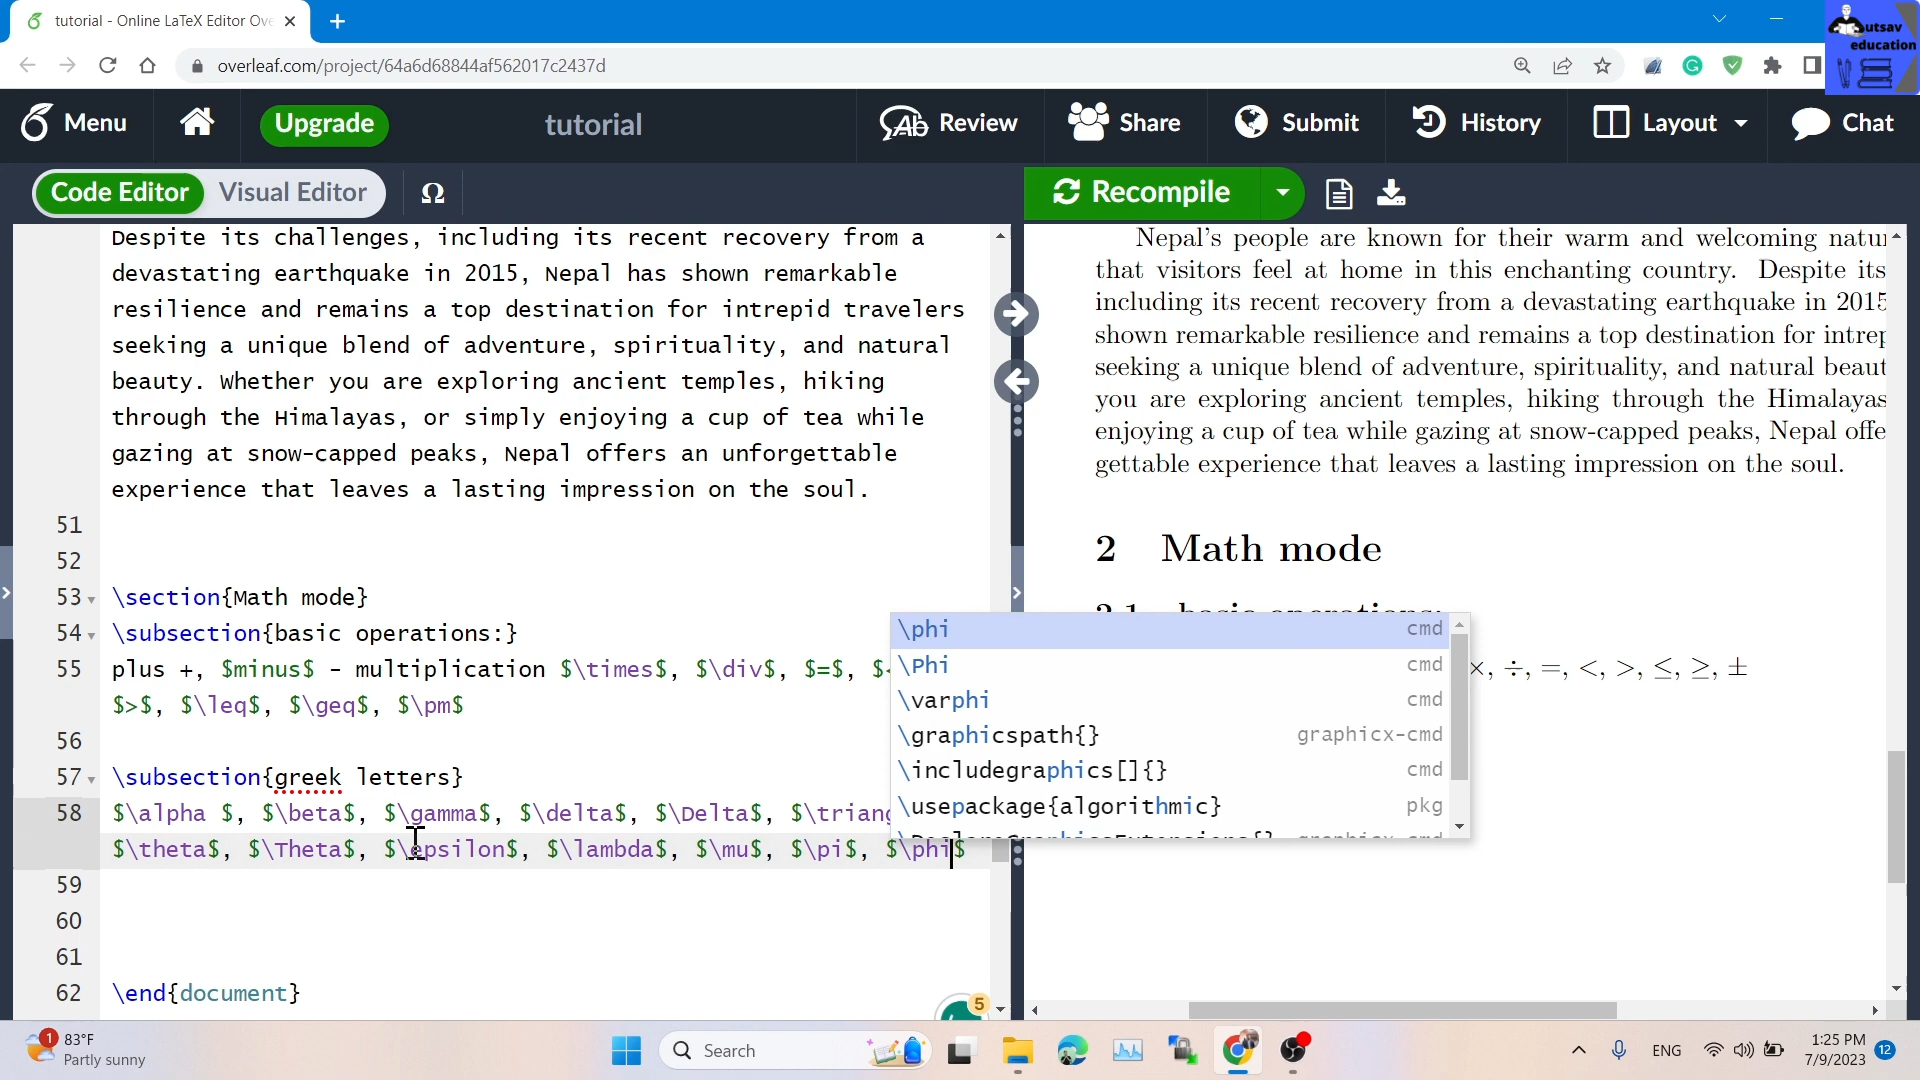 tutorial - Online LaTeX Editor Ove
utsav
education
overleaf.com/project/64a6d68844af562017c2437d
Menu
Upgrade
tutorial
Review
Share
Submit
History
Layout
Chat
Code Editor
Visual Editor
Ω
Recompile
Despite its challenges, including its recent recovery from a
devastating earthquake in 2015, Nepal has shown remarkable
resilience and remains a top destination for intrepid travelers
seeking a unique blend of adventure, spirituality, and natural
beauty. Whether you are exploring ancient temples, hiking
through the Himalayas, or simply enjoying a cup of tea while
gazing at snow-capped peaks, Nepal offers an unforgettable
experience that leaves a lasting impression on the soul.
51
52
53 \section{Math mode}
54 \subsection{basic operations:}
55 plus +, $minus$ - multiplication $\times$, $\div$, $=$, $<
$>$, $\leq$, $\geq$, $\pm$
56
57 \subsection{greek letters}
58 $\alpha $, $\beta$, $\gamma$, $\delta$, $\Delta$, $\triang
$\theta$, $\Theta$, $\epsilon$, $\lambda$, $\mu$, $\pi$, $\phi$
59
60
61
62 \end{document}
Nepal's people are known for their warm and welcoming natur
that visitors feel at home in this enchanting country. Despite its
including its recent recovery from a devastating earthquake in 2015
shown remarkable resilience and remains a top destination for intrep
seeking a unique blend of adventure, spirituality, and natural beaut
you are exploring ancient temples, hiking through the Himalayas
enjoying a cup of tea while gazing at snow-capped peaks, Nepal offe
gettable experience that leaves a lasting impression on the soul.
2 Math mode
2.1 basic operations:
×, ÷, =, <, >, ≤, ≥, ±
\phi cmd
\Phi cmd
\varphi cmd
\graphicspath{} graphicx-cmd
\includegraphics[]{} cmd
\usepackage{algorithmic} pkg
\DeclareGraphicsExtensions{} graphicx-cmd
5
1
83°F
Partly sunny
Search
ENG
1:25 PM
7/9/2023
12